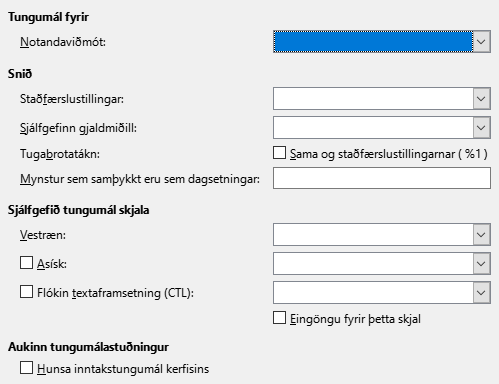 Tungumál fyrir
Notandaviðmót:
Snið
Staðfærslustillingar:
Sjálfgefinn gjaldmiðill:
Tugabrotatákn:
Sama og staðfærslustillingarnar ( %1 )
Mynstur sem samþykkt eru sem dagsetningar:
Sjálfgefið tungumál skjala
Vestræn:
Asísk:
Flókin textaframsetning (CTL):
Eingöngu fyrir þetta skjal
Aukinn tungumálastuðningur
Hunsa inntakstungumál kerfisins